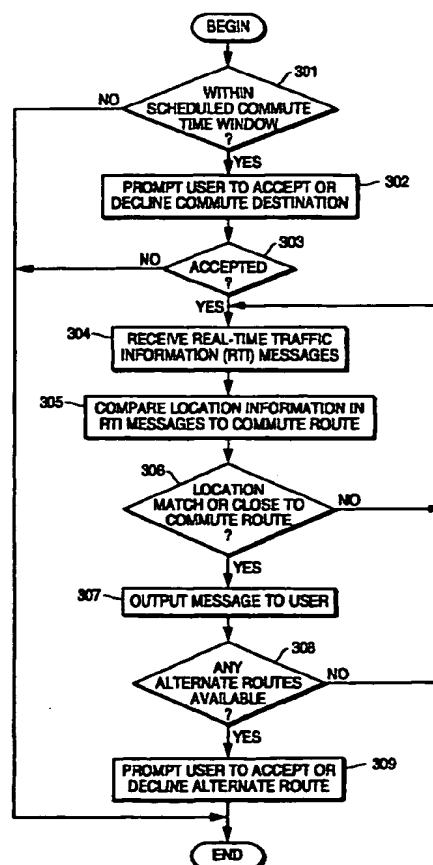 BEGIN
301
NO
WITHIN
SCHEDULED COMMUTE
TIME WINDOW
?
YES
302
PROMPT USER TO ACCEPT OR
DECLINE COMMUTE DESTINATION
303
NO
ACCEPTED
?
YES
304
RECEIVE REAL-TIME TRAFFIC
INFORMATION (RTI) MESSAGES
305
COMPARE LOCATION INFORMATION IN
RTI MESSAGES TO COMMUTE ROUTE
306
LOCATION
MATCH OR CLOSE TO
COMMUTE ROUTE
?
NO
YES
307
OUTPUT MESSAGE TO USER
308
ANY
ALTERNATE ROUTES
AVAILABLE
?
NO
YES
309
PROMPT USER TO ACCEPT OR
DECLINE ALTERNATE ROUTE
END